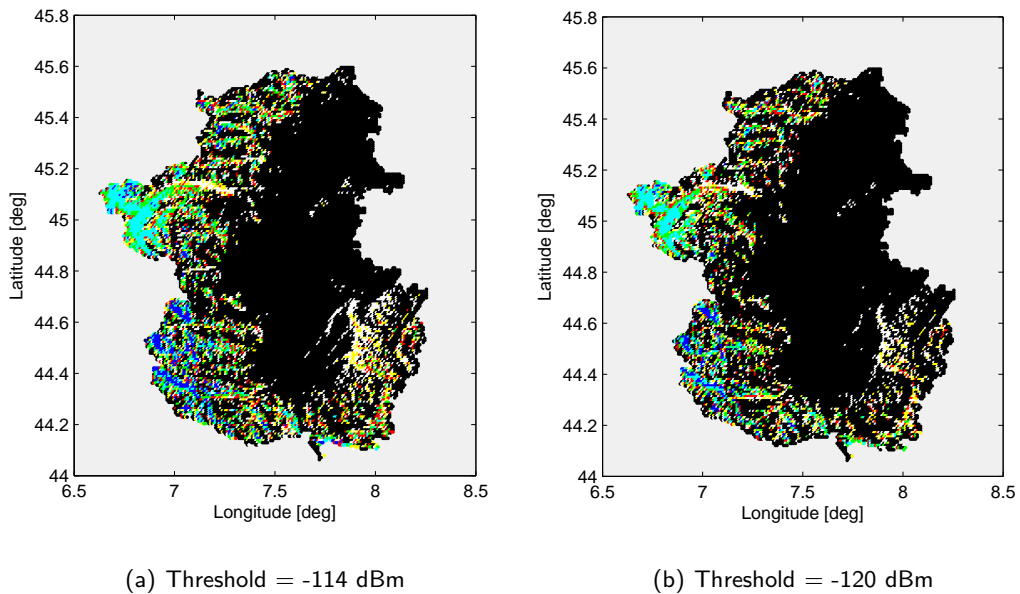 45.8
45.6
45.4
45.2
45
44.8
44.6
44.4
44.2
44
Latitude [deg]
6.5 7 7.5 8 8.5
Longitude [deg]
(a) Threshold = -114 dBm
45.8
45.6
45.4
45.2
45
44.8
44.6
44.4
44.2
44
Latitude [deg]
6.5 7 7.5 8 8.5
Longitude [deg]
(b) Threshold = -120 dBm